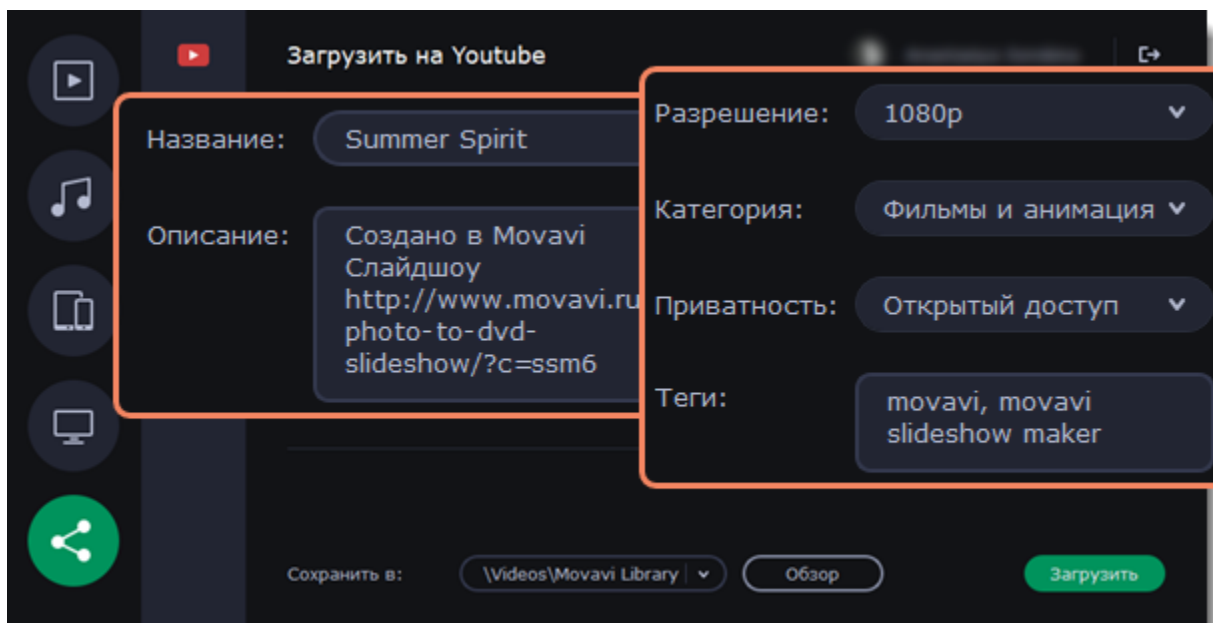 Загрузить на Youtube
Название:
Summer Spirit
Описание:
Создано в Movavi
Слайдшоу
http://www.movavi.ru
photo-to-dvd-
slideshow/?c=ssm6
Разрешение:
1080p
Категория:
Фильмы и анимация
Приватность:
Открытый доступ
Теги:
movavi, movavi
slideshow maker
Сохранить в:
\Videos\Movavi Library
Обзор
Загрузить